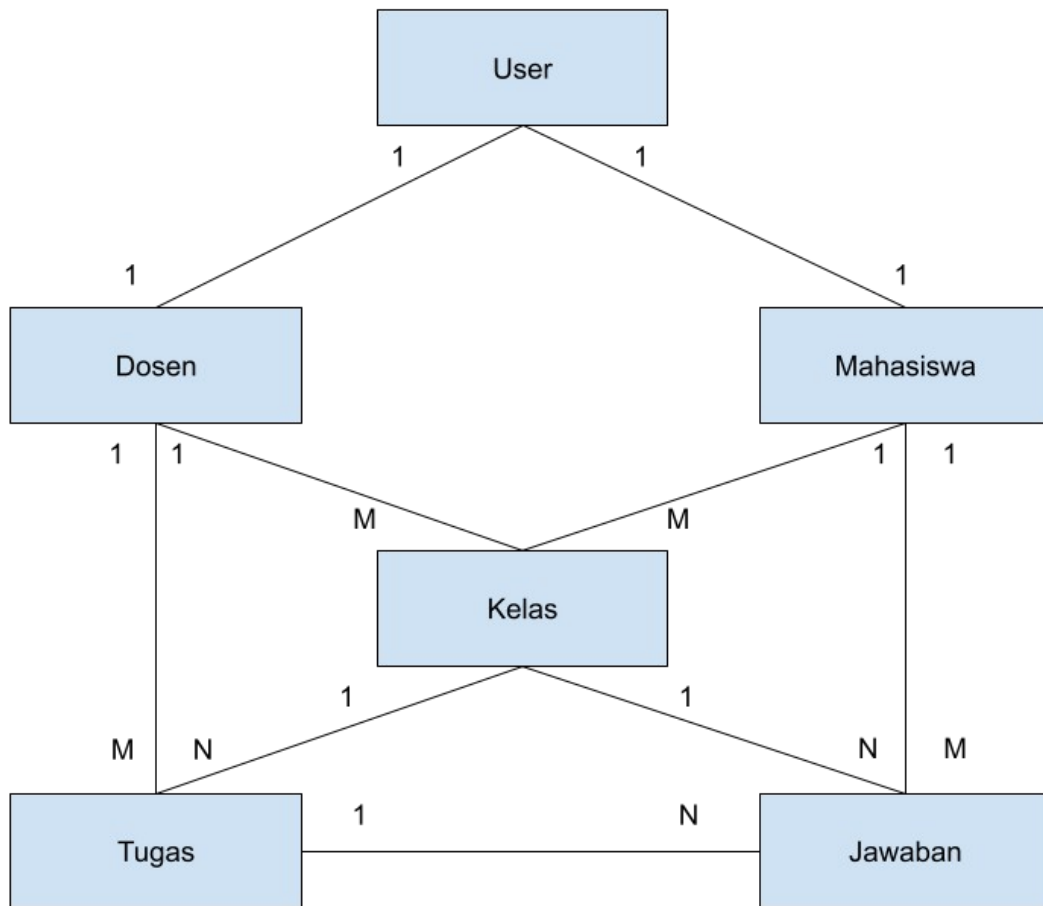 User
1 1
1 1
Dosen Mahasiswa
1 1 1 1
M M
Kelas
1 1
M N N M
1 N
Tugas Jawaban